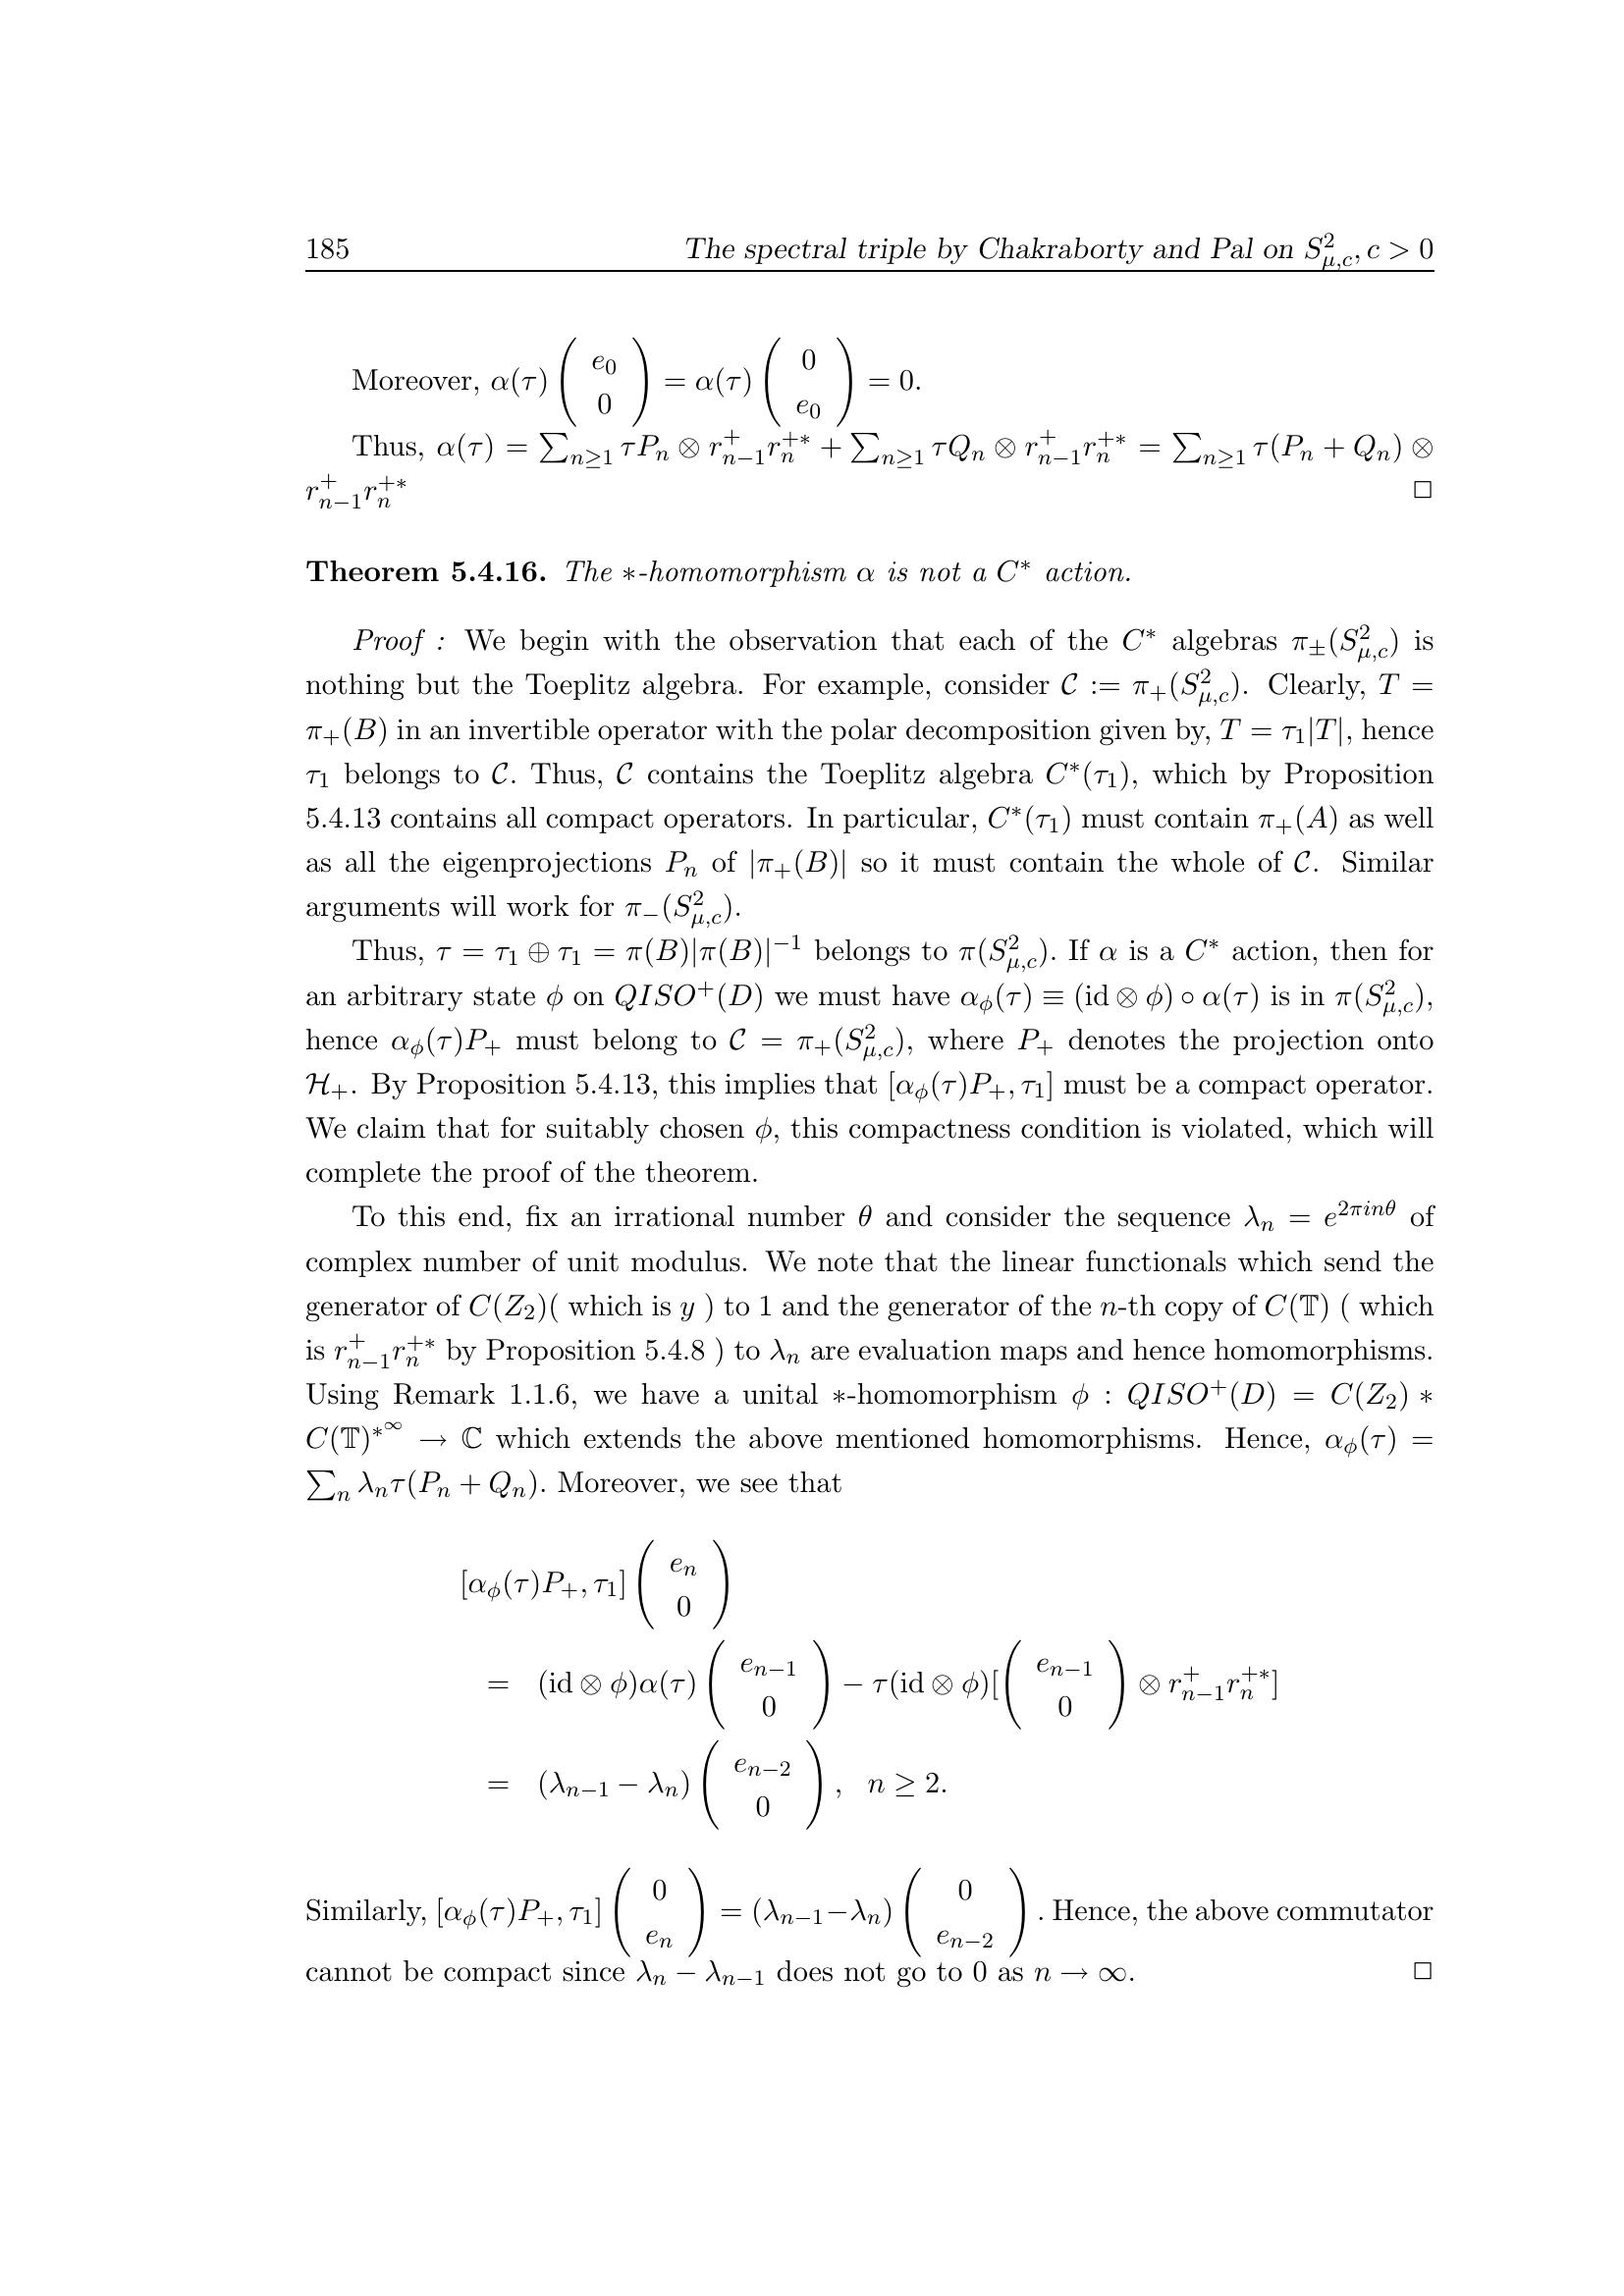 185 The spectral triple by Chakraborty and Pal on $S^2_{\mu,c}, c > 0$
Moreover, $\alpha(\tau)\begin{pmatrix} e_0 \\ 0 \end{pmatrix} = \alpha(\tau)\begin{pmatrix} 0 \\ e_0 \end{pmatrix} = 0.$
Thus, $\alpha(\tau) = \sum_{n\geq 1} \tau P_n \otimes r^+_{n-1}r^{+*}_n + \sum_{n\geq 1} \tau Q_n \otimes r^+_{n-1}r^{+*}_n = \sum_{n\geq 1} \tau(P_n + Q_n) \otimes$
$r^+_{n-1}r^{+*}_n$ □
Theorem 5.4.16. The ∗-homomorphism $\alpha$ is not a $C^*$ action.
Proof : We begin with the observation that each of the $C^*$ algebras $\pi_\pm(S^2_{\mu,c})$ is
nothing but the Toeplitz algebra. For example, consider $\mathcal{C} := \pi_+(S^2_{\mu,c})$. Clearly, $T =$
$\pi_+(B)$ in an invertible operator with the polar decomposition given by, $T = \tau_1|T|$, hence
$\tau_1$ belongs to $\mathcal{C}$. Thus, $\mathcal{C}$ contains the Toeplitz algebra $C^*(\tau_1)$, which by Proposition
5.4.13 contains all compact operators. In particular, $C^*(\tau_1)$ must contain $\pi_+(A)$ as well
as all the eigenprojections $P_n$ of $|\pi_+(B)|$ so it must contain the whole of $\mathcal{C}$. Similar
arguments will work for $\pi_-(S^2_{\mu,c})$.
Thus, $\tau = \tau_1 \oplus \tau_1 = \pi(B)|\pi(B)|^{-1}$ belongs to $\pi(S^2_{\mu,c})$. If $\alpha$ is a $C^*$ action, then for
an arbitrary state $\phi$ on $QISO^+(D)$ we must have $\alpha_\phi(\tau) \equiv (\mathrm{id} \otimes \phi) \circ \alpha(\tau)$ is in $\pi(S^2_{\mu,c})$,
hence $\alpha_\phi(\tau)P_+$ must belong to $\mathcal{C} = \pi_+(S^2_{\mu,c})$, where $P_+$ denotes the projection onto
$\mathcal{H}_+$. By Proposition 5.4.13, this implies that $[\alpha_\phi(\tau)P_+, \tau_1]$ must be a compact operator.
We claim that for suitably chosen $\phi$, this compactness condition is violated, which will
complete the proof of the theorem.
To this end, fix an irrational number $\theta$ and consider the sequence $\lambda_n = e^{2\pi i n\theta}$ of
complex number of unit modulus. We note that the linear functionals which send the
generator of $C(Z_2)$( which is $y$ ) to 1 and the generator of the $n$-th copy of $C(\mathbb{T})$ ( which
is $r^+_{n-1}r^{+*}_n$ by Proposition 5.4.8 ) to $\lambda_n$ are evaluation maps and hence homomorphisms.
Using Remark 1.1.6, we have a unital ∗-homomorphism $\phi : QISO^+(D) = C(Z_2) *$
$C(\mathbb{T})^{*^\infty} \to \mathbb{C}$ which extends the above mentioned homomorphisms. Hence, $\alpha_\phi(\tau) =$
$\sum_n \lambda_n \tau(P_n + Q_n)$. Moreover, we see that
$[\alpha_\phi(\tau)P_+, \tau_1]\begin{pmatrix} e_n \\ 0 \end{pmatrix}$
$= (\mathrm{id} \otimes \phi)\alpha(\tau)\begin{pmatrix} e_{n-1} \\ 0 \end{pmatrix} - \tau(\mathrm{id} \otimes \phi)[\begin{pmatrix} e_{n-1} \\ 0 \end{pmatrix} \otimes r^+_{n-1}r^{+*}_n]$
$= (\lambda_{n-1} - \lambda_n)\begin{pmatrix} e_{n-2} \\ 0 \end{pmatrix}, \; n \geq 2.$
Similarly, $[\alpha_\phi(\tau)P_+, \tau_1]\begin{pmatrix} 0 \\ e_n \end{pmatrix} = (\lambda_{n-1} - \lambda_n)\begin{pmatrix} 0 \\ e_{n-2} \end{pmatrix}$. Hence, the above commutator
cannot be compact since $\lambda_n - \lambda_{n-1}$ does not go to 0 as $n \to \infty$. □